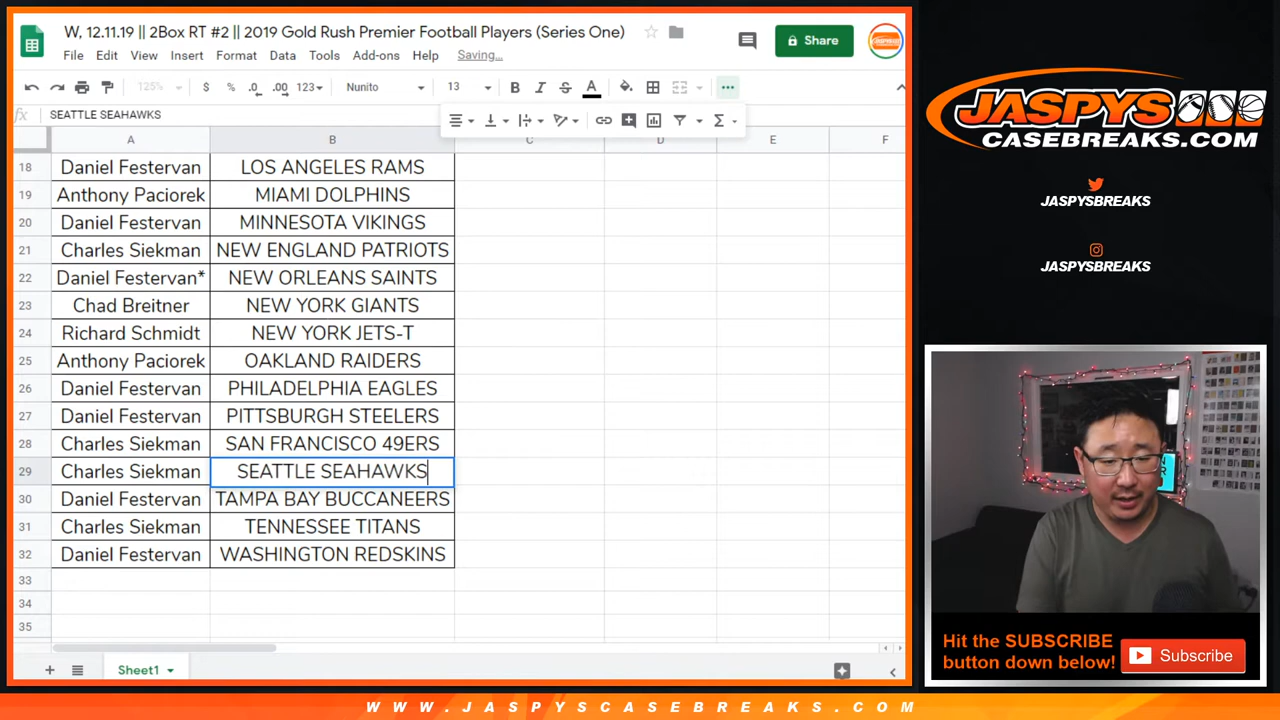 W, 12.11.19 || 2Box RT #2 || 2019 Gold Rush Premier Football Players (Series One)
File Edit View Insert Format Data Tools Add-ons Help Saving...
Share
125% $ % .0 .00 123 Nunito 13 B I S A
fx SEATTLE SEAHAWKS
A B C D E F
18 Daniel Festervan LOS ANGELES RAMS
19 Anthony Paciorek MIAMI DOLPHINS
20 Daniel Festervan MINNESOTA VIKINGS
21 Charles Siekman NEW ENGLAND PATRIOTS
22 Daniel Festervan* NEW ORLEANS SAINTS
23 Chad Breitner NEW YORK GIANTS
24 Richard Schmidt NEW YORK JETS-T
25 Anthony Paciorek OAKLAND RAIDERS
26 Daniel Festervan PHILADELPHIA EAGLES
27 Daniel Festervan PITTSBURGH STEELERS
28 Charles Siekman SAN FRANCISCO 49ERS
29 Charles Siekman SEATTLE SEAHAWKS
30 Daniel Festervan TAMPA BAY BUCCANEERS
31 Charles Siekman TENNESSEE TITANS
32 Daniel Festervan WASHINGTON REDSKINS
33
34
35
Sheet1
JASPYS
CASEBREAKS.COM
JASPYSBREAKS
JASPYSBREAKS
Hit the SUBSCRIBE
button down below!
Subscribe
WWW.JASPYSCASEBREAKS.COM